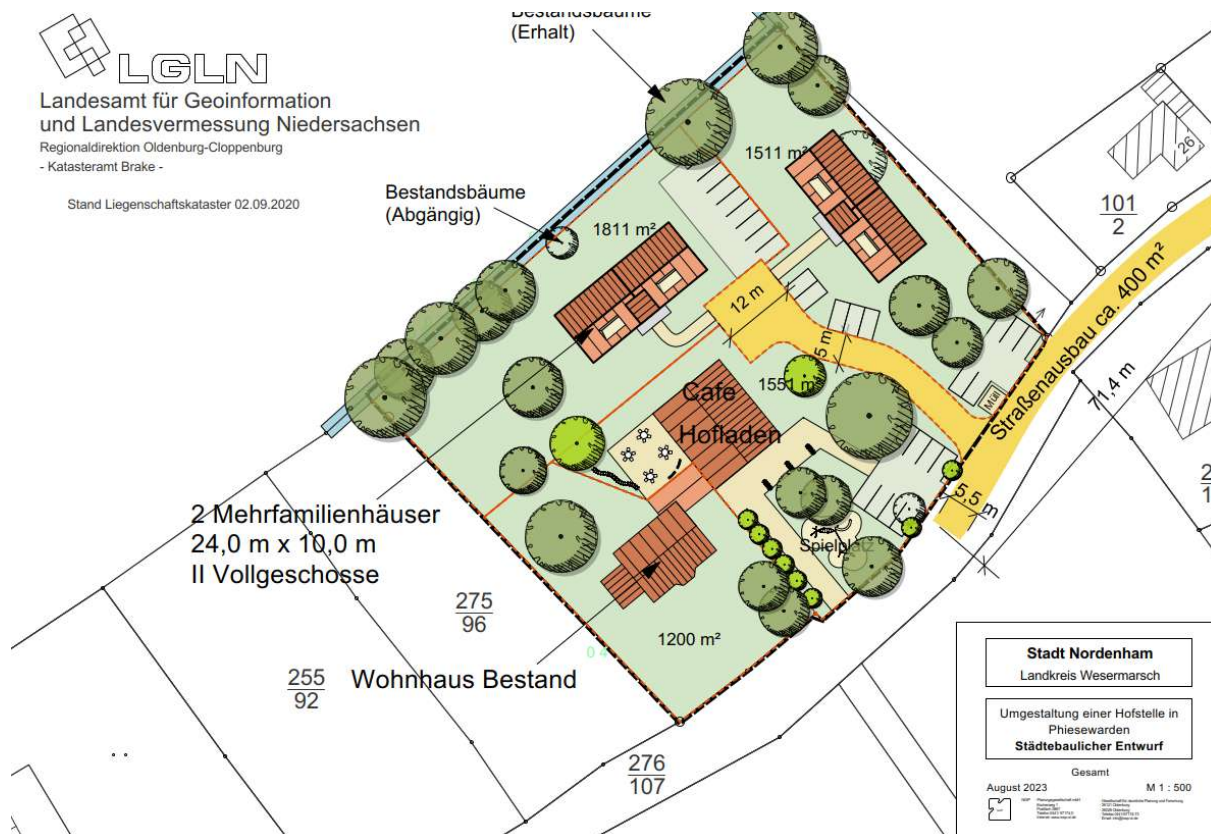 Bestandsbäume
(Erhalt)
LGLN
Landesamt für Geoinformation
und Landesvermessung Niedersachsen
Regionaldirektion Oldenburg-Cloppenburg
- Katasteramt Brake -
Stand Liegenschaftskataster 02.09.2020
Bestandsbäume
(Abgängig)
1511 m²
1811 m²
26
101
2
12 m
5 m
1551 m²
Cafe
Hofladen
Müll
Straßenausbau ca. 400 m²
71,4 m
5,5 m
2
1
Spielplatz
2 Mehrfamilienhäuser
24,0 m x 10,0 m
II Vollgeschosse
275
96
1200 m²
0 4
255
92
Wohnhaus Bestand
276
107
Stadt Nordenham
Landkreis Wesermarsch
Umgestaltung einer Hofstelle in
Phiesewarden
Städtebaulicher Entwurf
Gesamt
August 2023
M 1 : 500